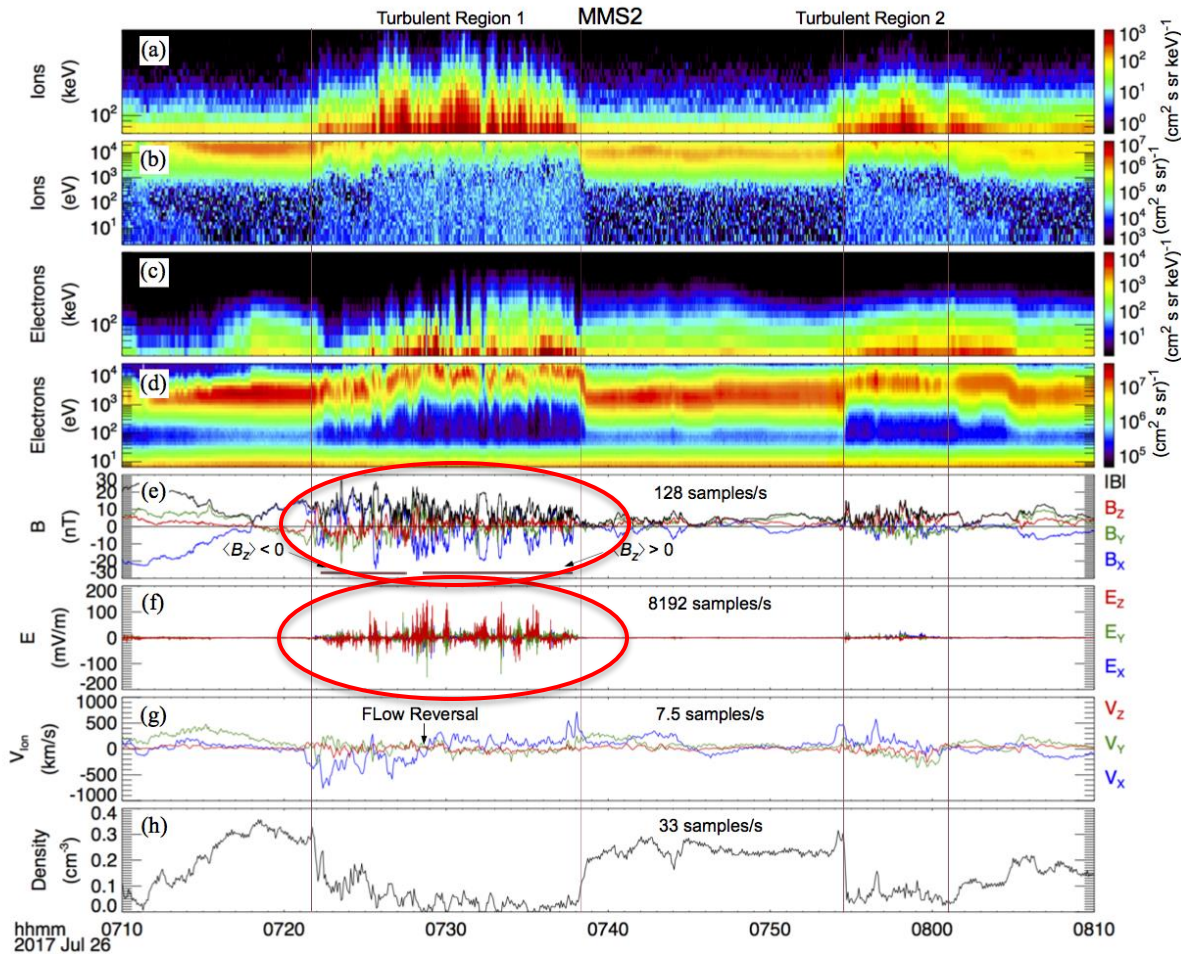 Turbulent Region 1 MMS2 Turbulent Region 2
(a)
Ions
(keV)
10²
10³
10²
10¹
10⁰
(cm² s sr keV)⁻¹
(b)
Ions
(eV)
10⁴
10³
10²
10¹
10⁷
10⁶
10⁵
10⁴
10³
(cm² s sr)⁻¹
(c)
Electrons
(keV)
10²
10⁴
10³
10²
10¹
(cm² s sr keV)⁻¹
(d)
Electrons
(eV)
10⁴
10³
10²
10¹
10⁷
10⁶
10⁵
(cm² s sr)⁻¹
(e)
B
(nT)
30
20
10
0
-10
-20
-30
128 samples/s
⟨B_z⟩ < 0
⟨B_z⟩ > 0
|B|
B_Z
B_Y
B_X
(f)
E
(mV/m)
200
100
0
-100
-200
8192 samples/s
E_Z
E_Y
E_X
(g)
V_Ion
(km/s)
1000
500
0
-500
-1000
FLow Reversal
7.5 samples/s
V_Z
V_Y
V_X
(h)
Density
(cm⁻³)
0.4
0.3
0.2
0.1
0.0
33 samples/s
hhmm 0710 0720 0730 0740 0750 0800 0810
2017 Jul 26